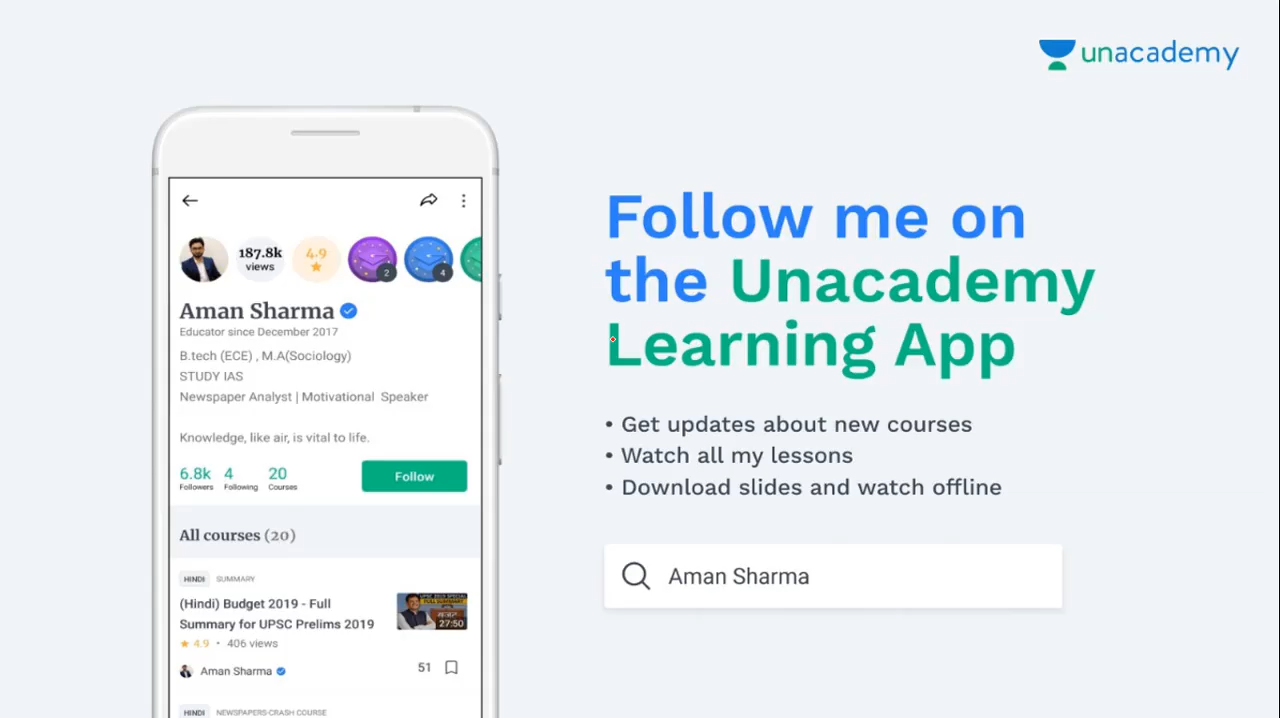 unacademy
187.8k
views
4.9
2
4
Aman Sharma
Educator since December 2017
B.tech (ECE) , M.A(Sociology)
STUDY IAS
Newspaper Analyst | Motivational Speaker
Knowledge, like air, is vital to life.
6.8k 4 20
Followers Following Courses
Follow
All courses (20)
HINDI SUMMARY
(Hindi) Budget 2019 - Full
Summary for UPSC Prelims 2019
27:50
4.9 • 406 views
Aman Sharma
51
HINDI NEWSPAPERS-CRASH COURSE
Follow me on
the Unacademy
Learning App
• Get updates about new courses
• Watch all my lessons
• Download slides and watch offline
Aman Sharma